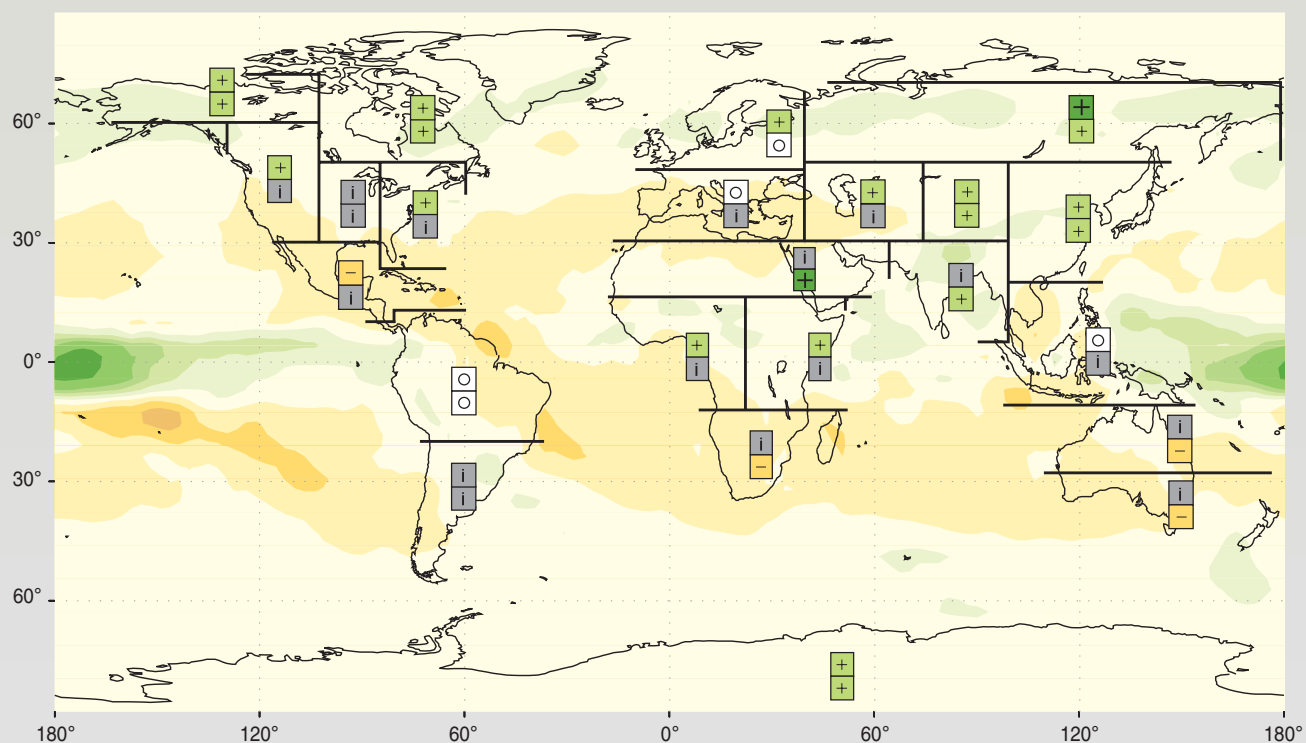 +
+
+
+
+
+
60°
+
○
+
i
i
i
+
i
○
i
+
i
+
+
+
+
30°
−
i
i
+
i
+
0°
○
○
+
i
+
i
○
i
30°
i
i
i
−
i
−
i
−
60°
+
+
180° 120° 60° 0° 60° 120° 180°